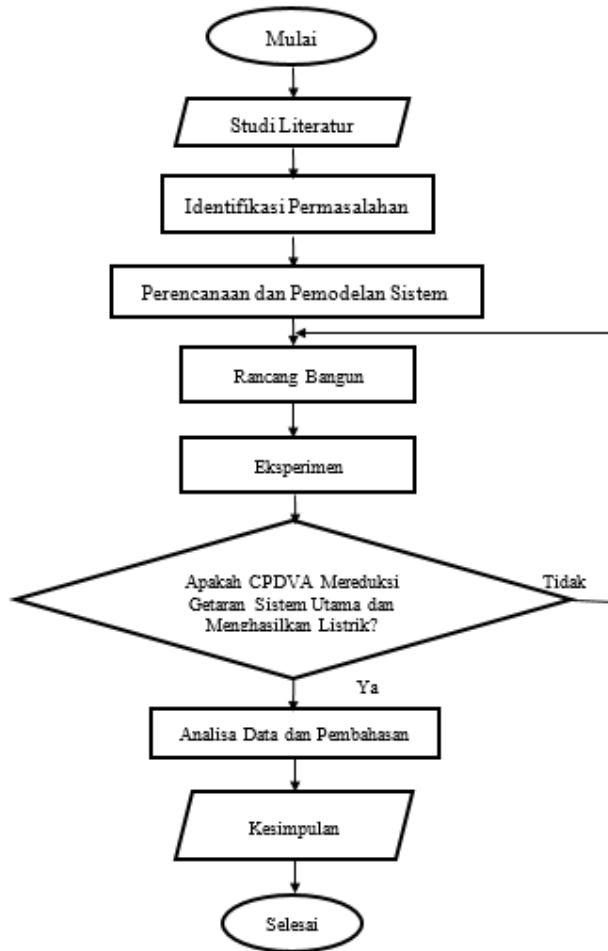 Mulai
Studi Literatur
Identifikasi Permasalahan
Perencanaan dan Pemodelan Sistem
Rancang Bangun
Eksperimen
Apakah CPDVA Mereduksi
Getaran Sistem Utama dan
Menghasilkan Listrik?
Tidak
Ya
Analisa Data dan Pembahasan
Kesimpulan
Selesai